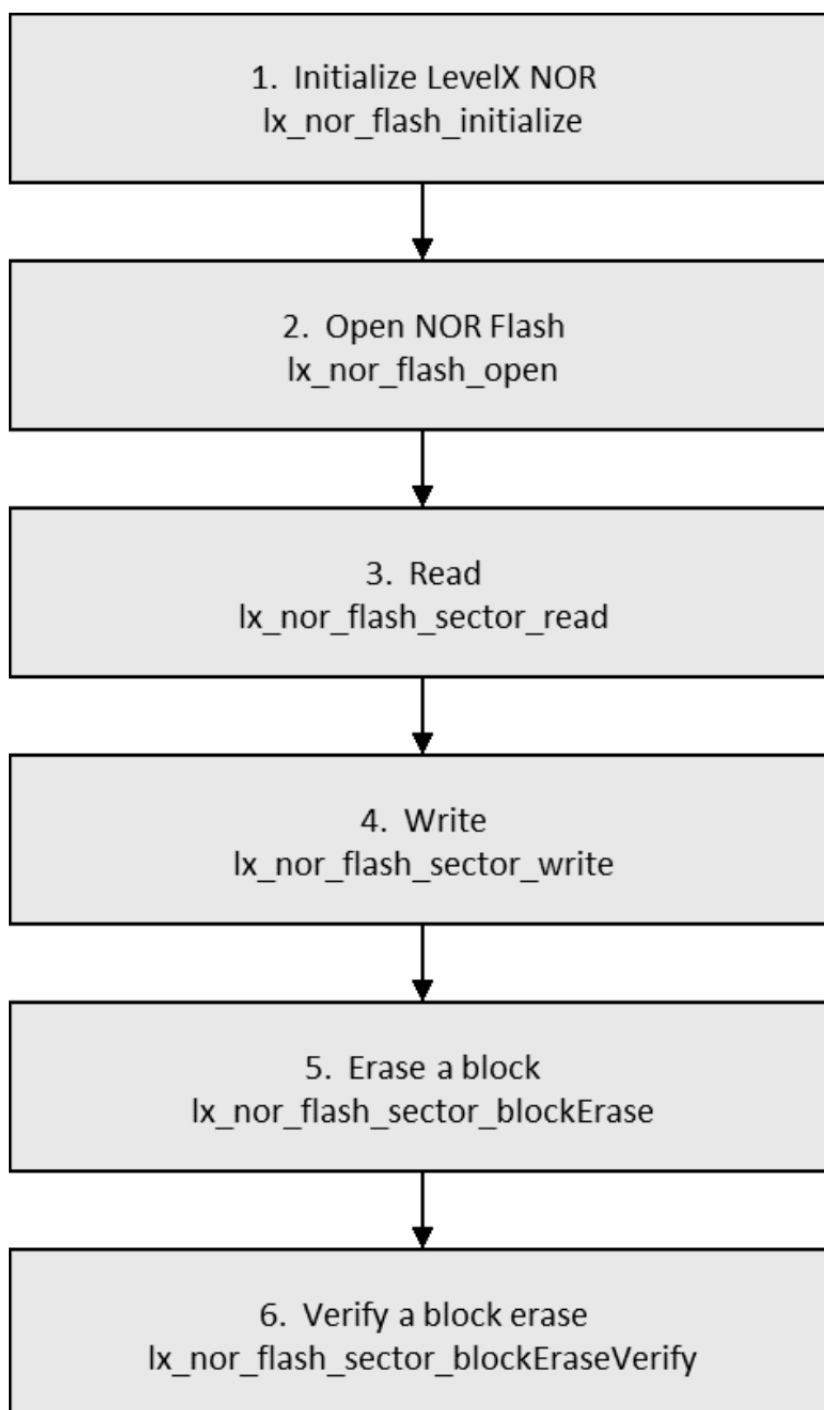 1. Initialize LevelX NOR
lx_nor_flash_initialize
2. Open NOR Flash
lx_nor_flash_open
3. Read
lx_nor_flash_sector_read
4. Write
lx_nor_flash_sector_write
5. Erase a block
lx_nor_flash_sector_blockErase
6. Verify a block erase
lx_nor_flash_sector_blockEraseVerify